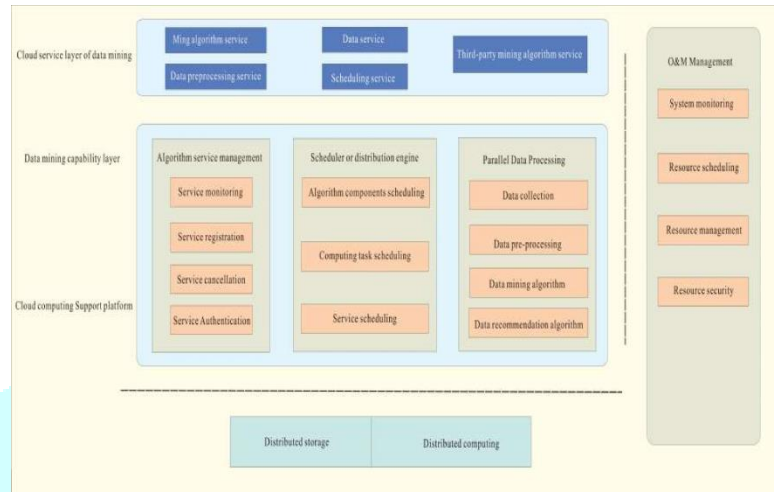 Cloud service layer of data mining
Ming algorithm service
Data service
Third-party mining algorithm service
Data preprocessing service
Scheduling service
Data mining capability layer
Cloud computing Support platform
Algorithm service management
Service monitoring
Service registration
Service cancellation
Service Authentication
Scheduler or distribution engine
Algorithm components scheduling
Computing task scheduling
Service scheduling
Parallel Data Processing
Data collection
Data pre-processing
Data mining algorithm
Data recommendation algorithm
Distributed storage
Distributed computing
O&M Management
System monitoring
Resource scheduling
Resource management
Resource security